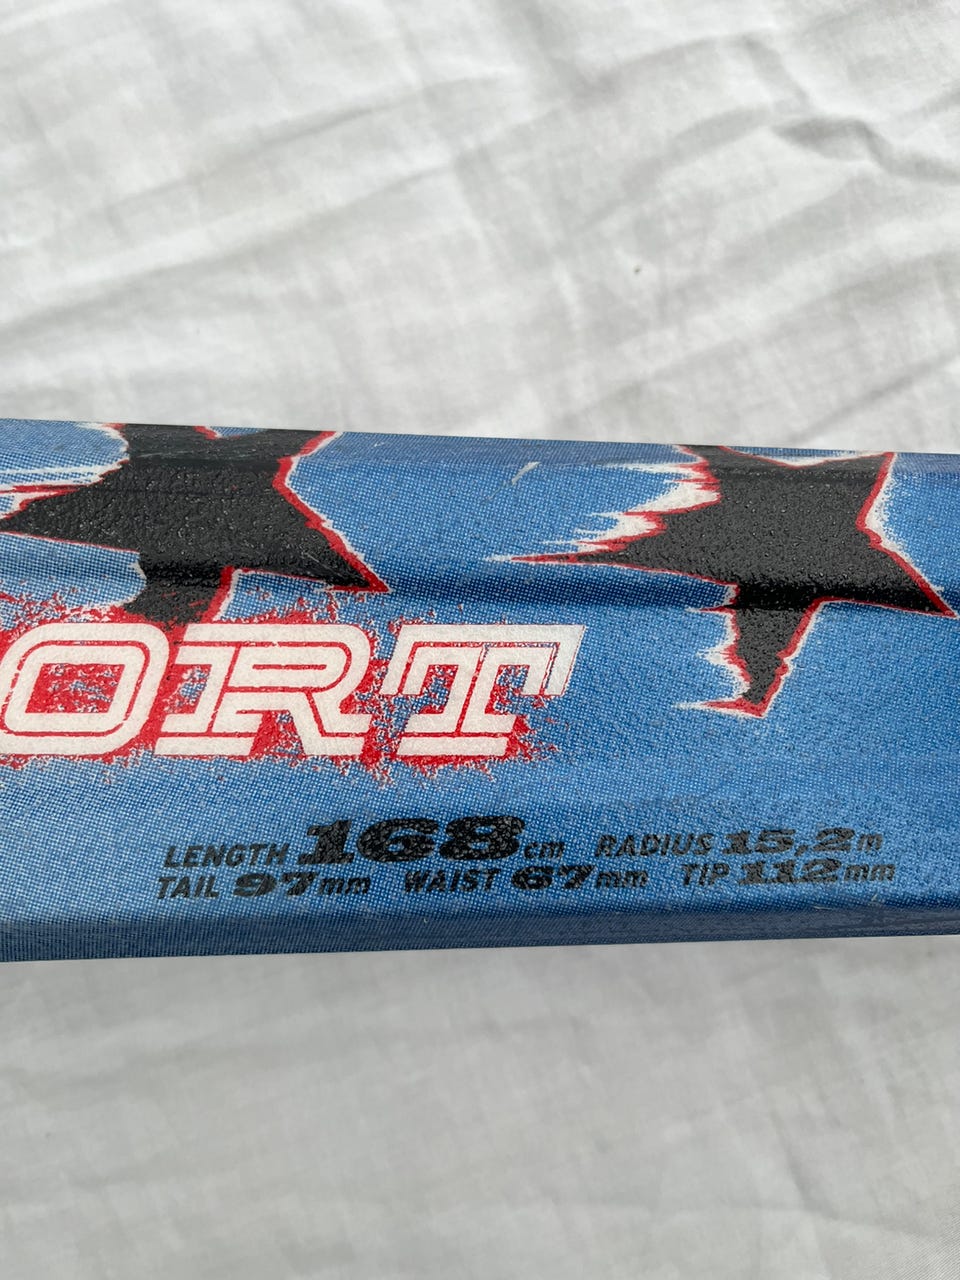 ORT
LENGTH 168cm RADIUS 15,2m
TAIL 97mm WAIST 67mm TIP 112mm